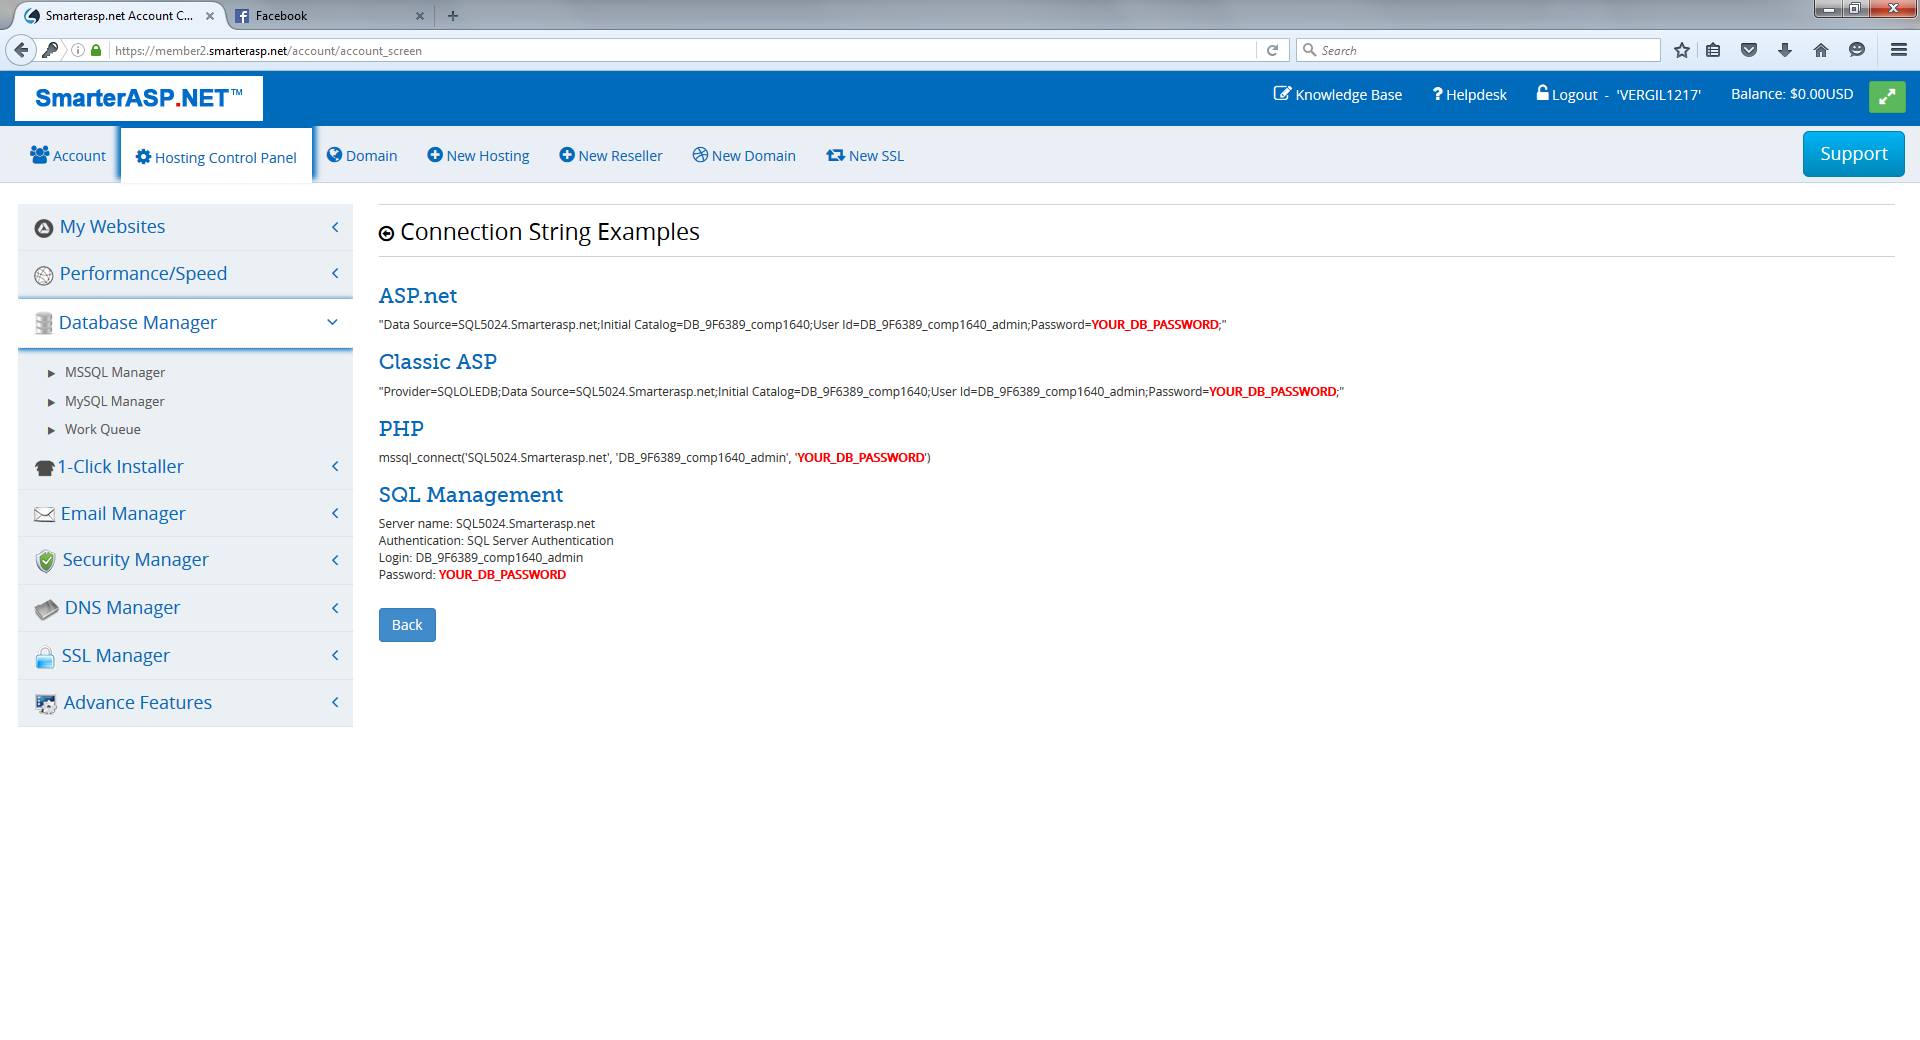 Smarterasp.net Account C...
Facebook
https://member2.smarterasp.net/account/account_screen
Search
SmarterASP.NET™
Knowledge Base
Helpdesk
Logout - 'VERGIL1217'
Balance: $0.00USD
Account
Hosting Control Panel
Domain
New Hosting
New Reseller
New Domain
New SSL
Support
My Websites
Performance/Speed
Database Manager
MSSQL Manager
MySQL Manager
Work Queue
1-Click Installer
Email Manager
Security Manager
DNS Manager
SSL Manager
Advance Features
Connection String Examples
ASP.net
"Data Source=SQL5024.Smarterasp.net;Initial Catalog=DB_9F6389_comp1640;User Id=DB_9F6389_comp1640_admin;Password=YOUR_DB_PASSWORD;"
Classic ASP
"Provider=SQLOLEDB;Data Source=SQL5024.Smarterasp.net;Initial Catalog=DB_9F6389_comp1640;User Id=DB_9F6389_comp1640_admin;Password=YOUR_DB_PASSWORD;"
PHP
mssql_connect('SQL5024.Smarterasp.net', 'DB_9F6389_comp1640_admin', 'YOUR_DB_PASSWORD')
SQL Management
Server name: SQL5024.Smarterasp.net
Authentication: SQL Server Authentication
Login: DB_9F6389_comp1640_admin
Password: YOUR_DB_PASSWORD
Back